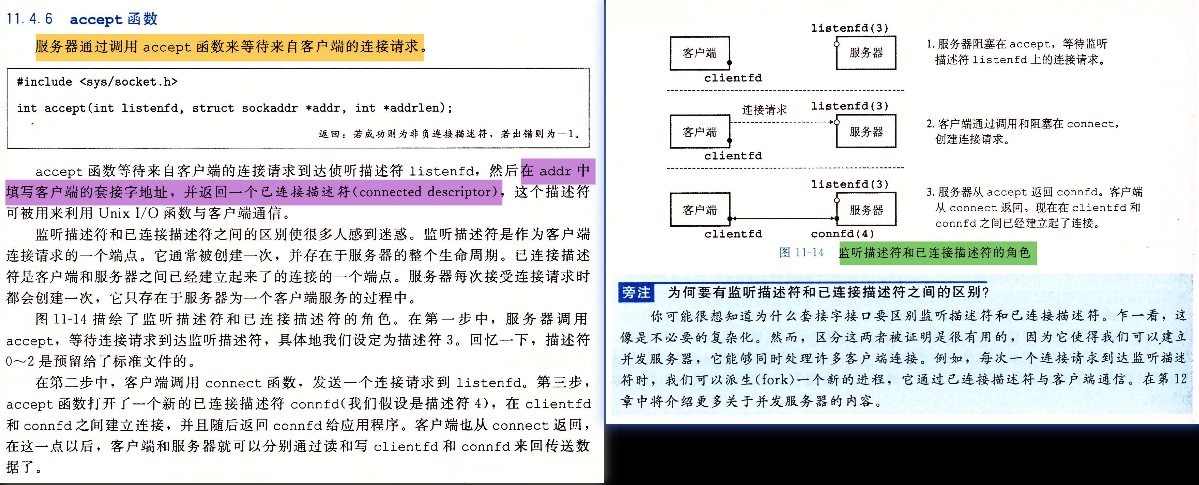 11.4.6 accept 函数
服务器通过调用 accept 函数来等待来自客户端的连接请求。
#include <sys/socket.h>
int accept(int listenfd, struct sockaddr *addr, int *addrlen);
返回：若成功则为非负连接描述符，若出错则为－1。
accept 函数等待来自客户端的连接请求到达侦听描述符 listenfd，然后在 addr 中
填写客户端的套接字地址，并返回一个已连接描述符(connected descriptor)，这个描述符
可被用来利用 Unix I/O 函数与客户端通信。
监听描述符和已连接描述符之间的区别使很多人感到迷惑。监听描述符是作为客户端
连接请求的一个端点。它通常被创建一次，并存在于服务器的整个生命周期。已连接描述
符是客户端和服务器之间已经建立起来了的连接的一个端点。服务器每次接受连接请求时
都会创建一次，它只存在于服务器为一个客户端服务的过程中。
图 11-14 描绘了监听描述符和已连接描述符的角色。在第一步中，服务器调用
accept，等待连接请求到达监听描述符，具体地我们设定为描述符 3。回忆一下，描述符
0～2 是预留给了标准文件的。
在第二步中，客户端调用 connect 函数，发送一个连接请求到 listenfd。第三步，
accept 函数打开了一个新的已连接描述符 connfd(我们假设是描述符 4)，在 clientfd
和 connfd 之间建立连接，并且随后返回 connfd 给应用程序。客户端也从 connect 返回，
在这一点以后，客户端和服务器就可以分别通过读和写 clientfd 和 connfd 来回传送数
据了。
listenfd(3)
客户端
服务器
clientfd
1. 服务器阻塞在 accept，等待监听
描述符 listenfd 上的连接请求。
连接请求
listenfd(3)
客户端
服务器
clientfd
2. 客户端通过调用和阻塞在 connect，
创建连接请求。
listenfd(3)
客户端
服务器
clientfd
connfd(4)
3. 服务器从 accept 返回 connfd。客户端
从 connect 返回。现在在 clientfd 和
connfd 之间已经建立起了连接。
图 11-14 监听描述符和已连接描述符的角色
旁注 为何要有监听描述符和已连接描述符之间的区别?
你可能很想知道为什么套接字接口要区别监听描述符和已连接描述符。乍一看，这
像是不必要的复杂化。然而，区分这两者被证明是很有用的，因为它使得我们可以建立
并发服务器，它能够同时处理许多客户端连接。例如，每次一个连接请求到达监听描述
符时，我们可以派生(fork)一个新的进程，它通过已连接描述符与客户端通信。在第 12
章中将介绍更多关于并发服务器的内容。